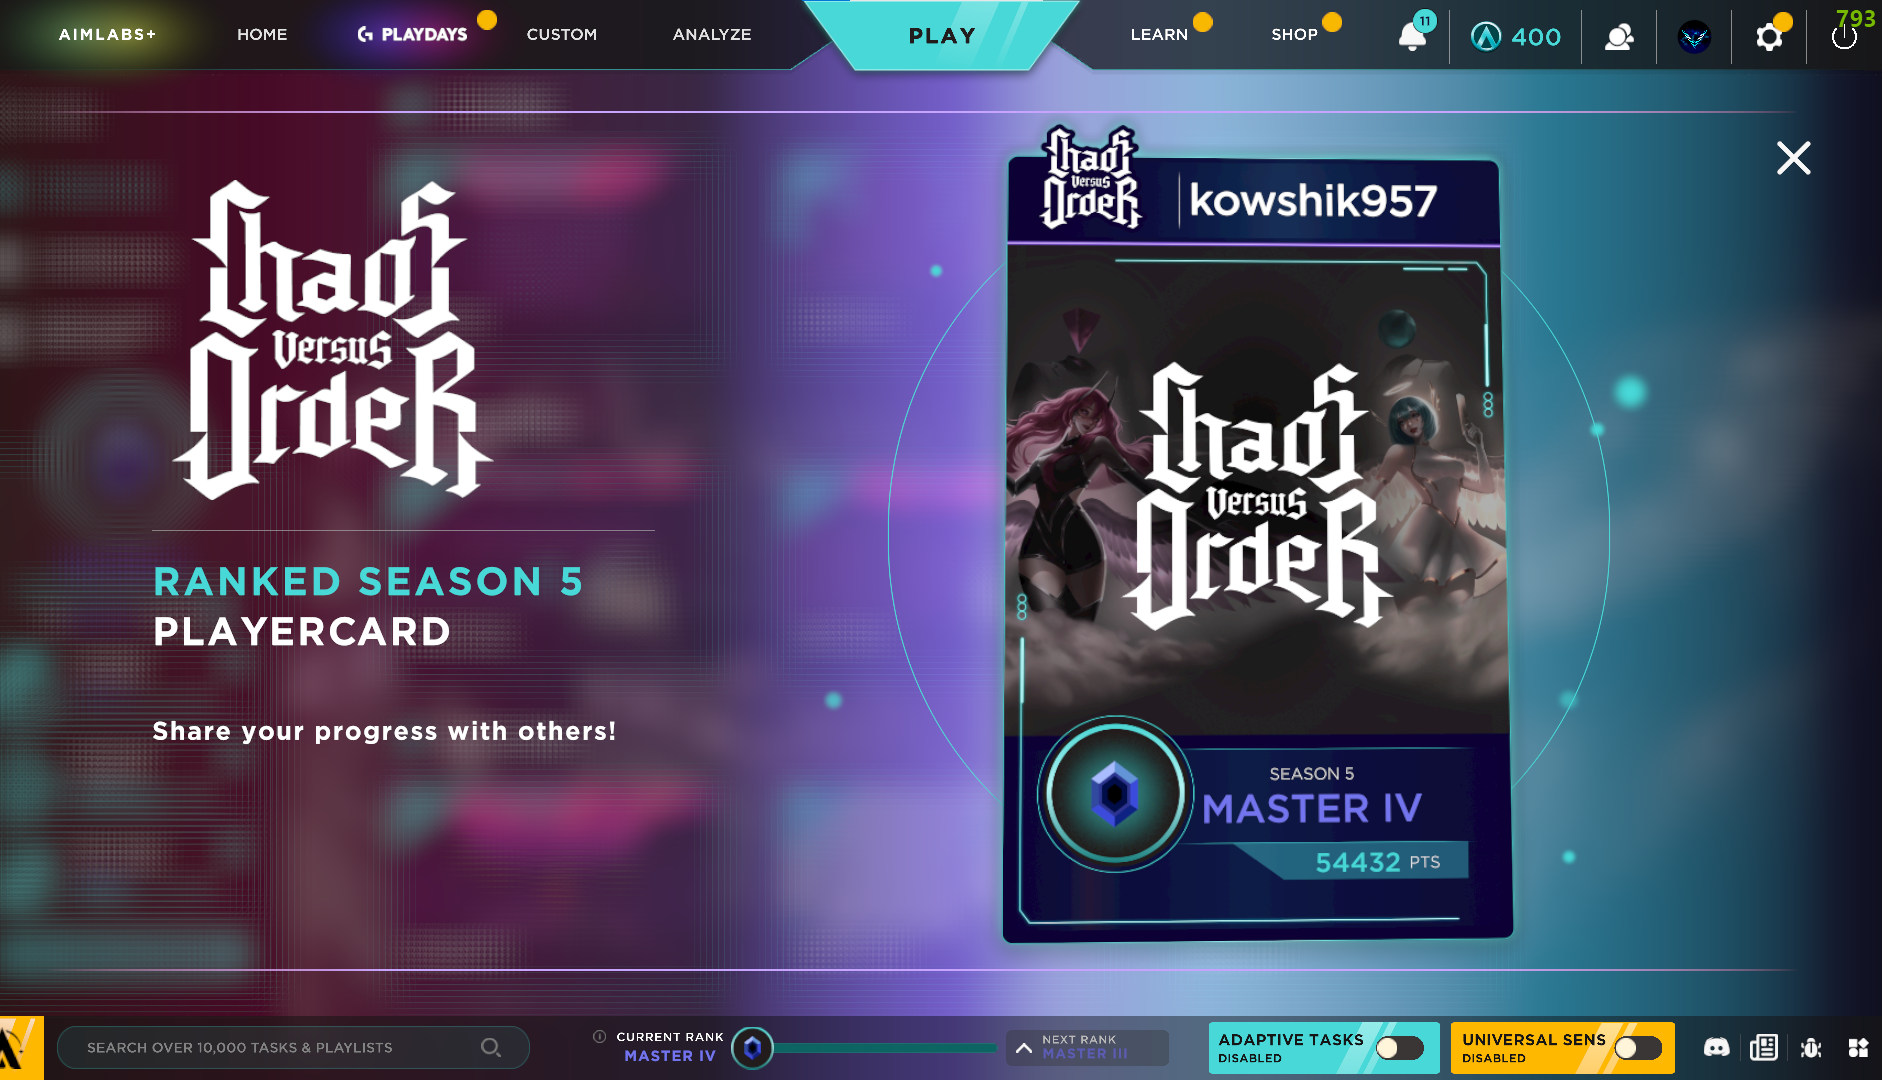 AIMLABS+
HOME
PLAYDAYS
CUSTOM
ANALYZE
PLAY
LEARN
SHOP
11
400
793
Chaos
Versus
Order
RANKED SEASON 5
PLAYERCARD
Share your progress with others!
Chaos
Versus
Order
kowshik957
Chaos
Versus
Order
SEASON 5
MASTER IV
54432 PTS
SEARCH OVER 10,000 TASKS & PLAYLISTS
CURRENT RANK
MASTER IV
NEXT RANK
MASTER III
ADAPTIVE TASKS
DISABLED
UNIVERSAL SENS
DISABLED